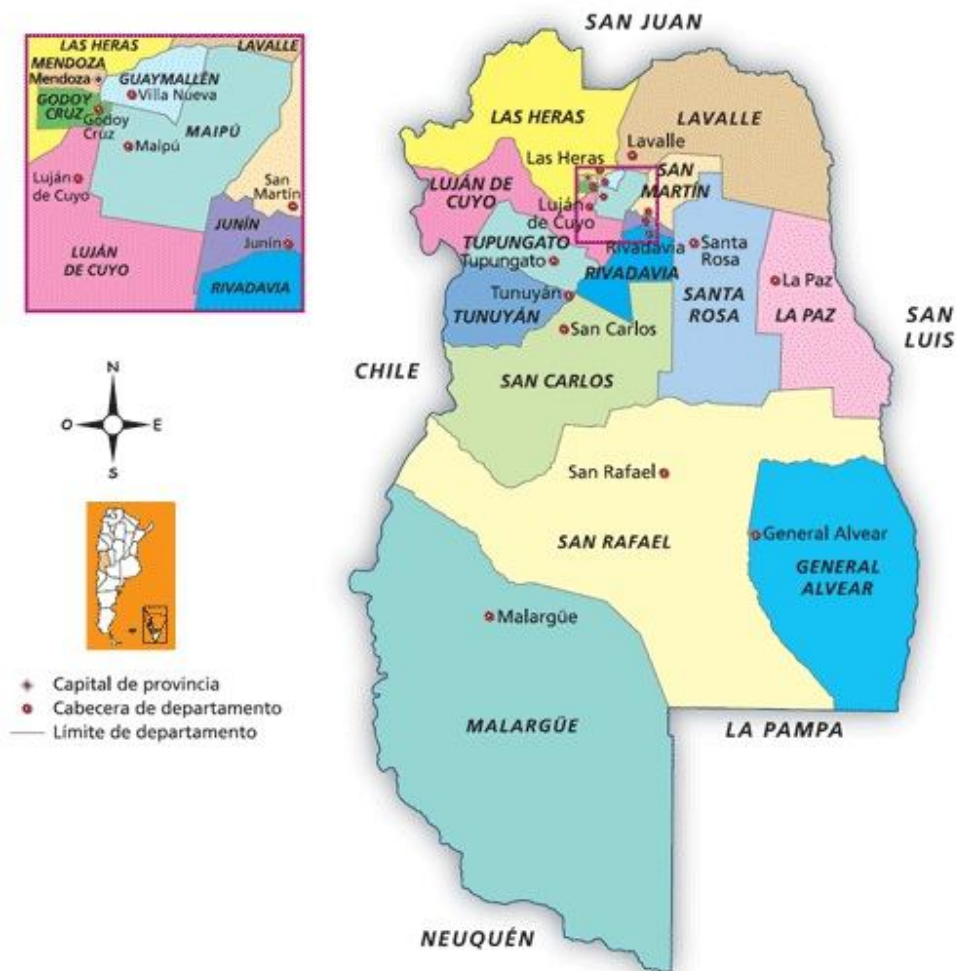 SAN JUAN
LAS HERAS
LAVALLE
MENDOZA
Mendoza
GUAYMALLÉN
Villa Nueva
GODOY
CRUZ
Godoy
Cruz
MAIPÚ
Maipú
Luján
de Cuyo
San
Martín
JUNÍN
Junín
LUJÁN
DE CUYO
RIVADAVIA
LAS HERAS
LAVALLE
Lavalle
Las Heras
SAN
MARTÍN
LUJÁN DE
CUYO
Luján
de Cuyo
TUPUNGATO
Tupungato
Rivadavia
RIVADAVIA
Santa
Rosa
SANTA
ROSA
La Paz
LA PAZ
Tunuyán
TUNUYÁN
San Carlos
SAN CARLOS
CHILE
SAN
LUIS
N
O
E
S
San Rafael
SAN RAFAEL
General Alvear
GENERAL
ALVEAR
Malargüe
MALARGÜE
Capital de provincia
Cabecera de departamento
Límite de departamento
LA PAMPA
NEUQUÉN